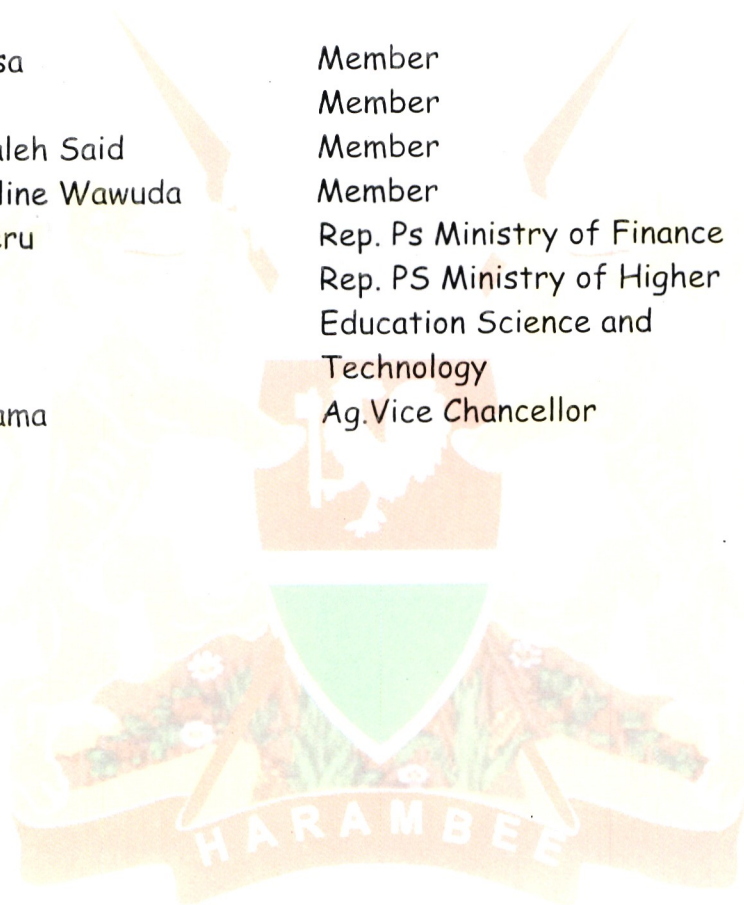 sa Member
Member
aleh Said Member
line Wawuda Member
ru Rep. Ps Ministry of Finance
Rep. PS Ministry of Higher
Education Science and
Technology
ama Ag.Vice Chancellor
HARAMBEE